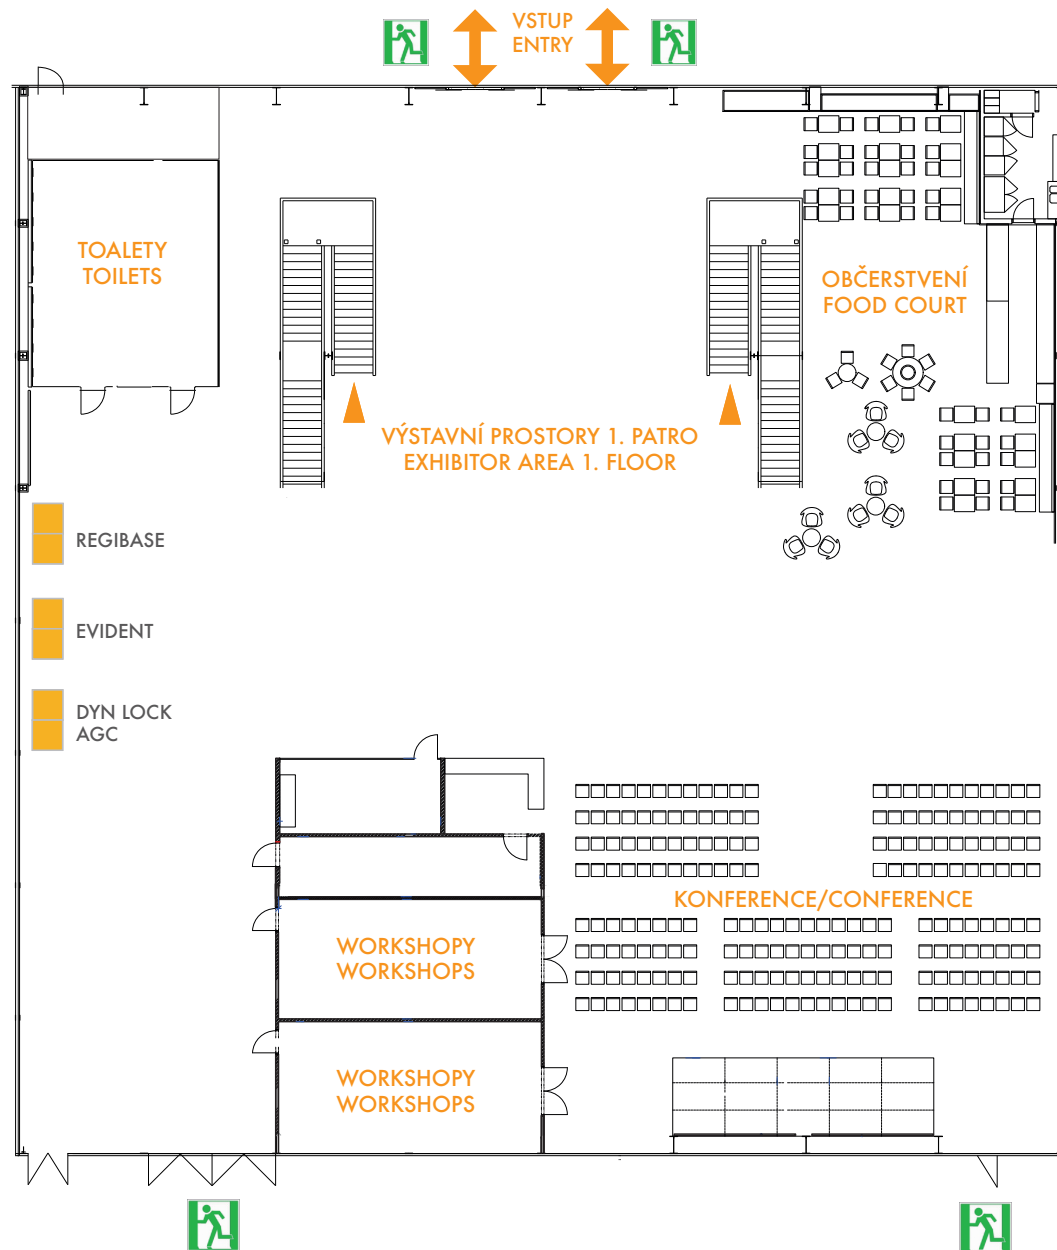 VSTUP
ENTRY
TOALETY
TOILETS
OBČERSTVENÍ
FOOD COURT
VÝSTAVNÍ PROSTORY 1. PATRO
EXHIBITOR AREA 1. FLOOR
REGIBASE
EVIDENT
DYN LOCK
AGC
KONFERENCE/CONFERENCE
WORKSHOPY
WORKSHOPS
WORKSHOPY
WORKSHOPS